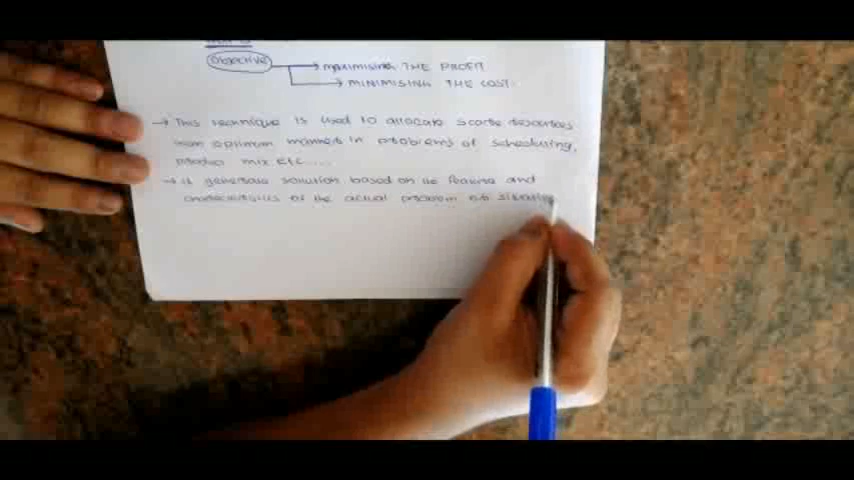 Objective → MAXIMISING THE PROFIT
→ MINIMISING THE COST.
→ This technique is used to allocate scarce resources
in an optimum manner in problems of scheduling,
product mix etc....
→ It generate solution based on the feature and
characteristics of the actual problem situation